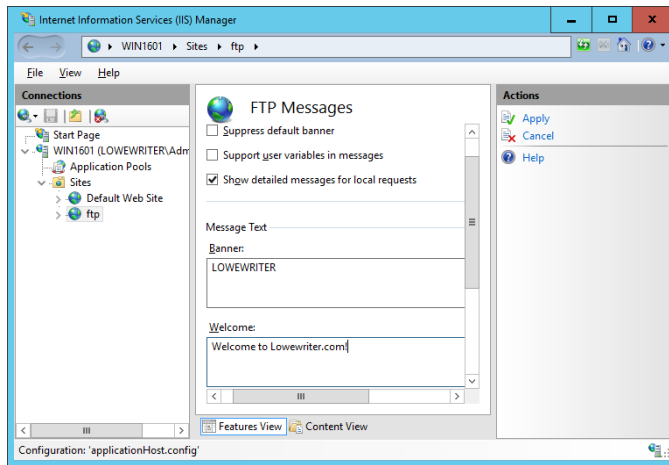 Internet Information Services (IIS) Manager
WIN1601 Sites ftp
File View Help
Connections
Start Page
WIN1601 (LOWEWRITER\Adm
Application Pools
Sites
Default Web Site
ftp
FTP Messages
Suppress default banner
Support user variables in messages
Show detailed messages for local requests
Message Text
Banner:
LOWEWRITER
Welcome:
Welcome to Lowewriter.com!
Features View Content View
Actions
Apply
Cancel
Help
Configuration: 'applicationHost.config'